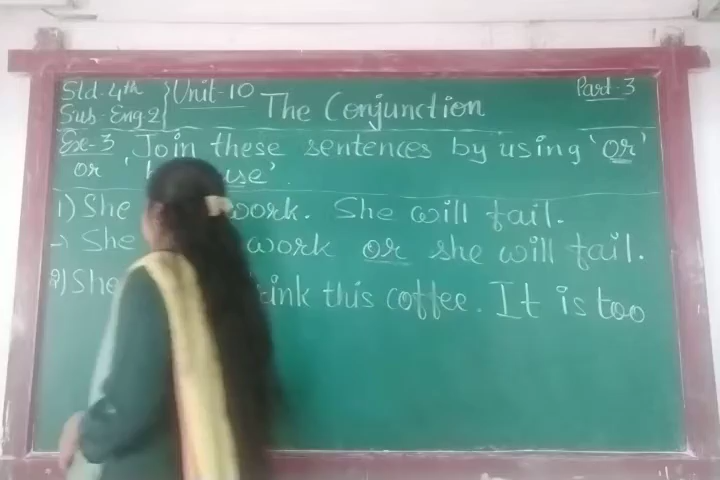 Std - 4th
Sub - Eng-2
Unit-10
The Conjunction
Part-3
Ex-3 Join these sentences by using 'or'
or use'.
1) She work. She will fail.
→ She work or she will fail.
2) She this coffee. It is too